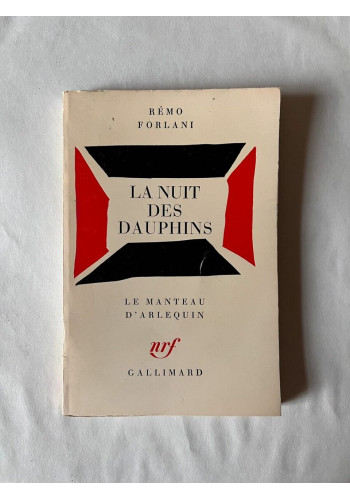 RÉMO
FORLANI
LA NUIT
DES
DAUPHINS
LE MANTEAU
D'ARLEQUIN
nrf
GALLIMARD